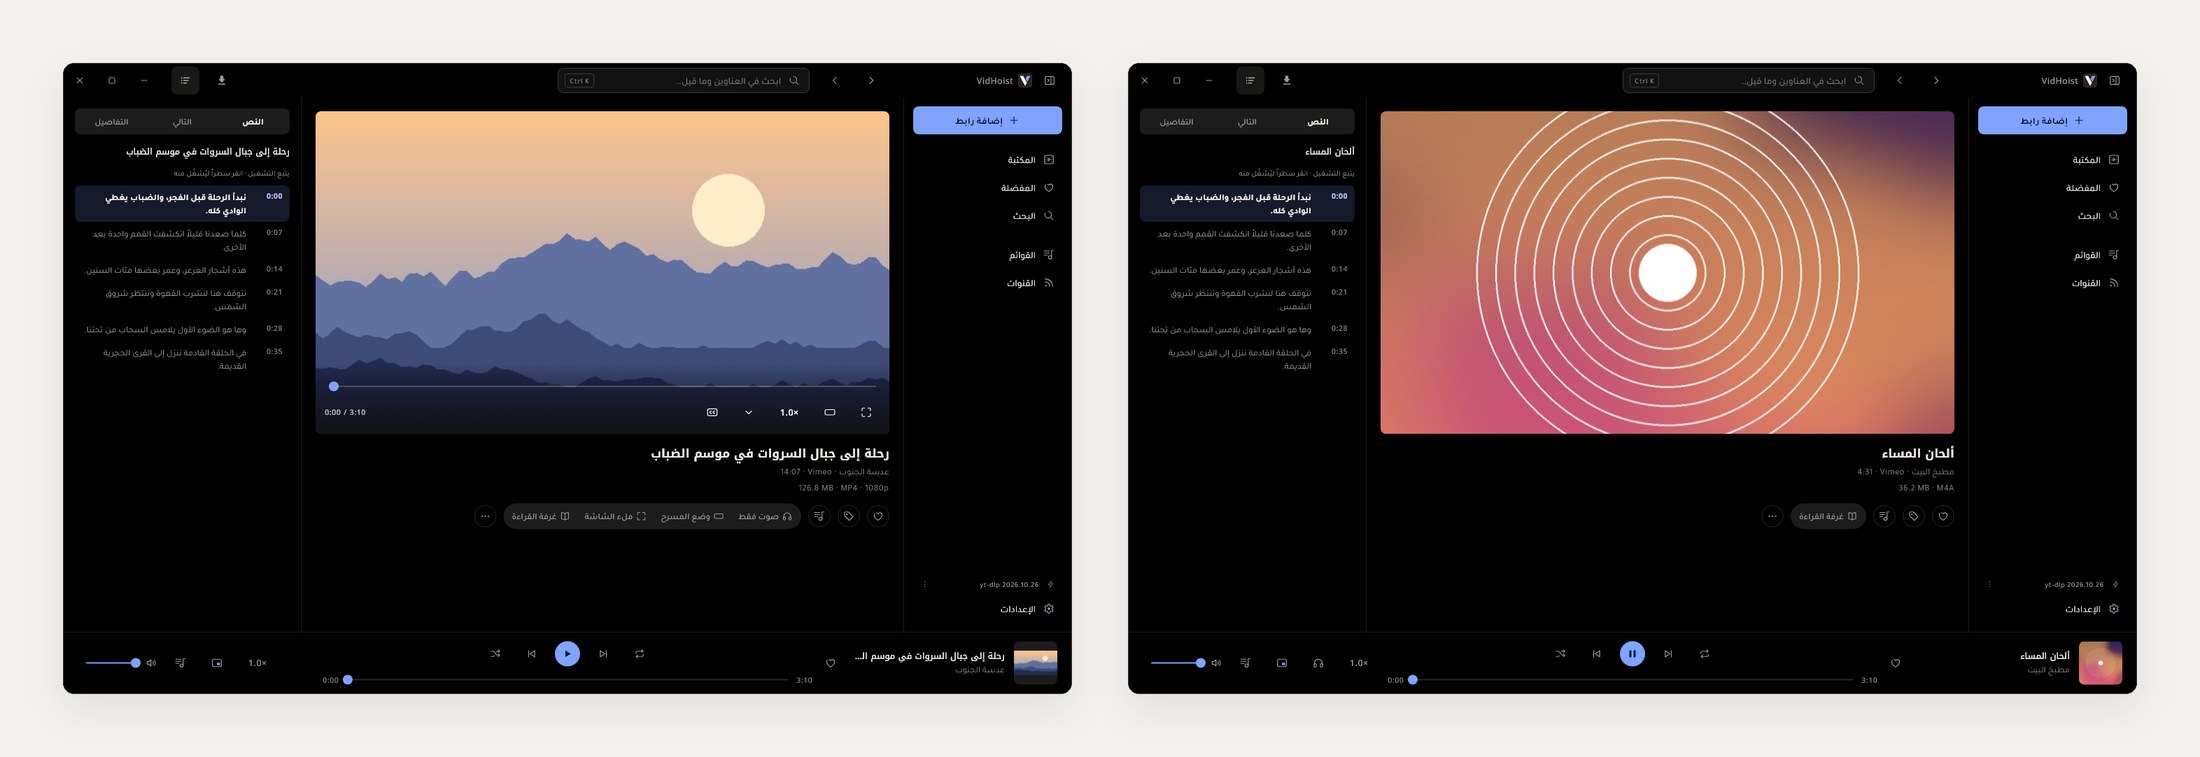 VidHoist
ابحث في العناوين وما قيل...
Ctrl K
إضافة رابط
المكتبة
المفضلة
البحث
القوائم
القنوات
yt-dlp 2026.10.26
الإعدادات
0:00 / 3:10
1.0×
رحلة إلى جبال السروات في موسم الضباب
عدسة الجنوب · Vimeo · 14:07
126.8 MB · MP4 · 1080p
صوت فقط
وضع المسرح
ملء الشاشة
غرفة القراءة
النص
التالي
التفاصيل
رحلة إلى جبال السروات في موسم الضباب
يتبع التشغيل · انقر سطراً ليُشغَّل منه
0:00 نبدأ الرحلة قبل الفجر، والضباب يغطي
الوادي كله.
0:07 كلما صعدنا قليلاً انكشفت القمم واحدة بعد
الأخرى.
0:14 هذه أشجار العرعر، وعمر بعضها مئات السنين.
0:21 نتوقف هنا لنشرب القهوة وننتظر شروق
الشمس.
0:28 وها هو الضوء الأول يلامس السحاب من تحتنا.
0:35 في الحلقة القادمة ننزل إلى القرى الحجرية
القديمة.
رحلة إلى جبال السروات في موسم ال...
عدسة الجنوب
0:00
3:10
1.0×
VidHoist
ابحث في العناوين وما قيل...
Ctrl K
إضافة رابط
المكتبة
المفضلة
البحث
القوائم
القنوات
yt-dlp 2026.10.26
الإعدادات
ألحان المساء
مطبخ البيت · Vimeo · 4:31
36.2 MB · M4A
غرفة القراءة
النص
التالي
التفاصيل
ألحان المساء
يتبع التشغيل · انقر سطراً ليُشغَّل منه
0:00 نبدأ الرحلة قبل الفجر، والضباب يغطي
الوادي كله.
0:07 كلما صعدنا قليلاً انكشفت القمم واحدة بعد
الأخرى.
0:14 هذه أشجار العرعر، وعمر بعضها مئات السنين.
0:21 نتوقف هنا لنشرب القهوة وننتظر شروق
الشمس.
0:28 وها هو الضوء الأول يلامس السحاب من تحتنا.
0:35 في الحلقة القادمة ننزل إلى القرى الحجرية
القديمة.
ألحان المساء
مطبخ البيت
0:00
3:10
1.0×